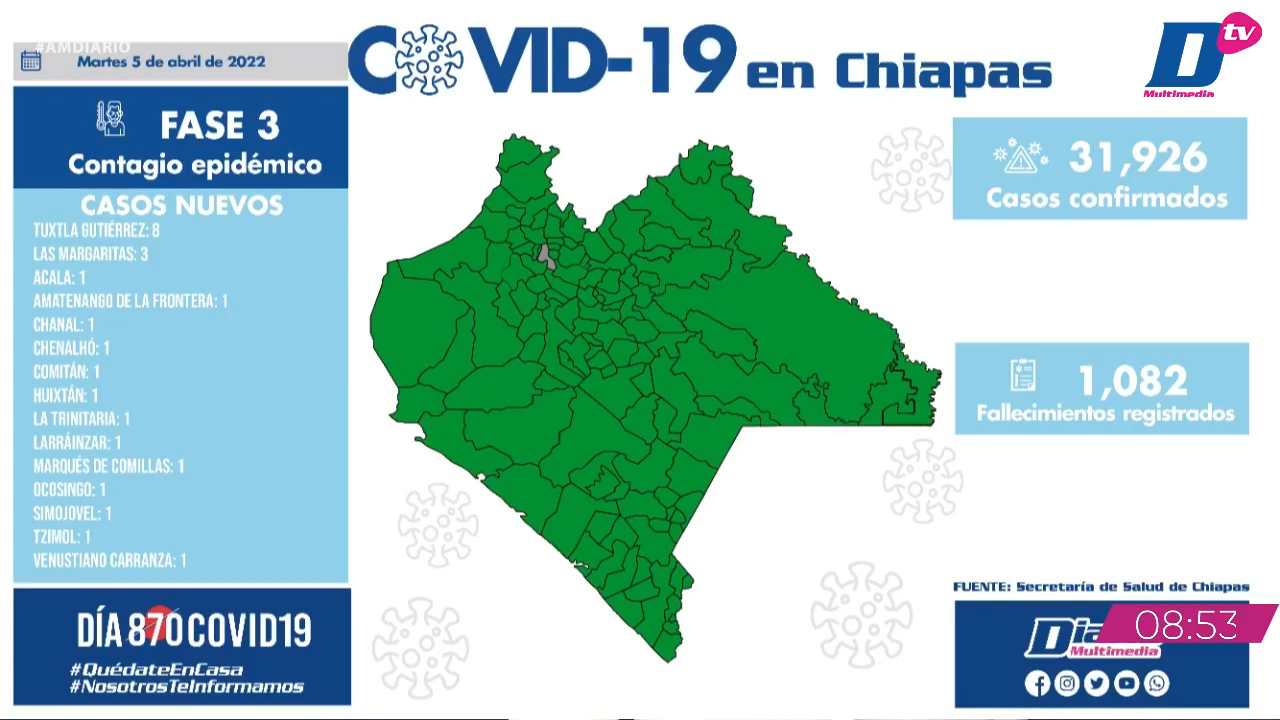 #AMDIARIO
Martes 5 de abril de 2022
COVID-19 en Chiapas
D tv
Multimedia
FASE 3
Contagio epidémico
CASOS NUEVOS
TUXTLA GUTIÉRREZ: 8
LAS MARGARITAS: 3
ACALA: 1
AMATENANGO DE LA FRONTERA: 1
CHANAL: 1
CHENALHÓ: 1
COMITÁN: 1
HUIXTÁN: 1
LA TRINITARIA: 1
LARRÁINZAR: 1
MARQUÉS DE COMILLAS: 1
OCOSINGO: 1
SIMOJOVEL: 1
TZIMOL: 1
VENUSTIANO CARRANZA: 1
31,926
Casos confirmados
1,082
Fallecimientos registrados
DÍA 870 COVID19
#QuédateEnCasa
#NosotrosTeInformamos
FUENTE: Secretaría de Salud de Chiapas
08:53
Multimedia